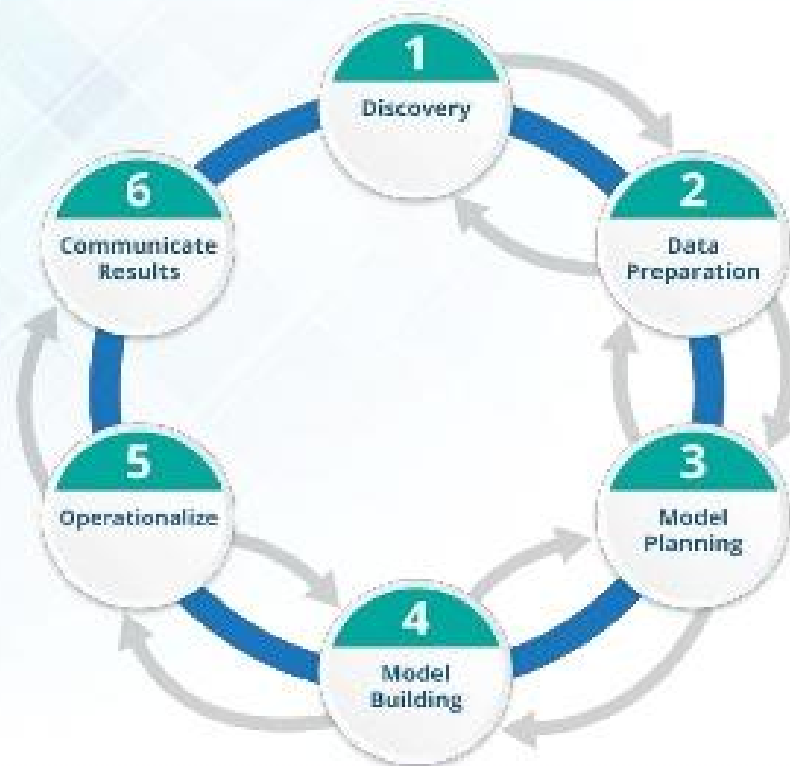 1
Discovery
2
Data
Preparation
3
Model
Planning
4
Model
Building
5
Operationalize
6
Communicate
Results